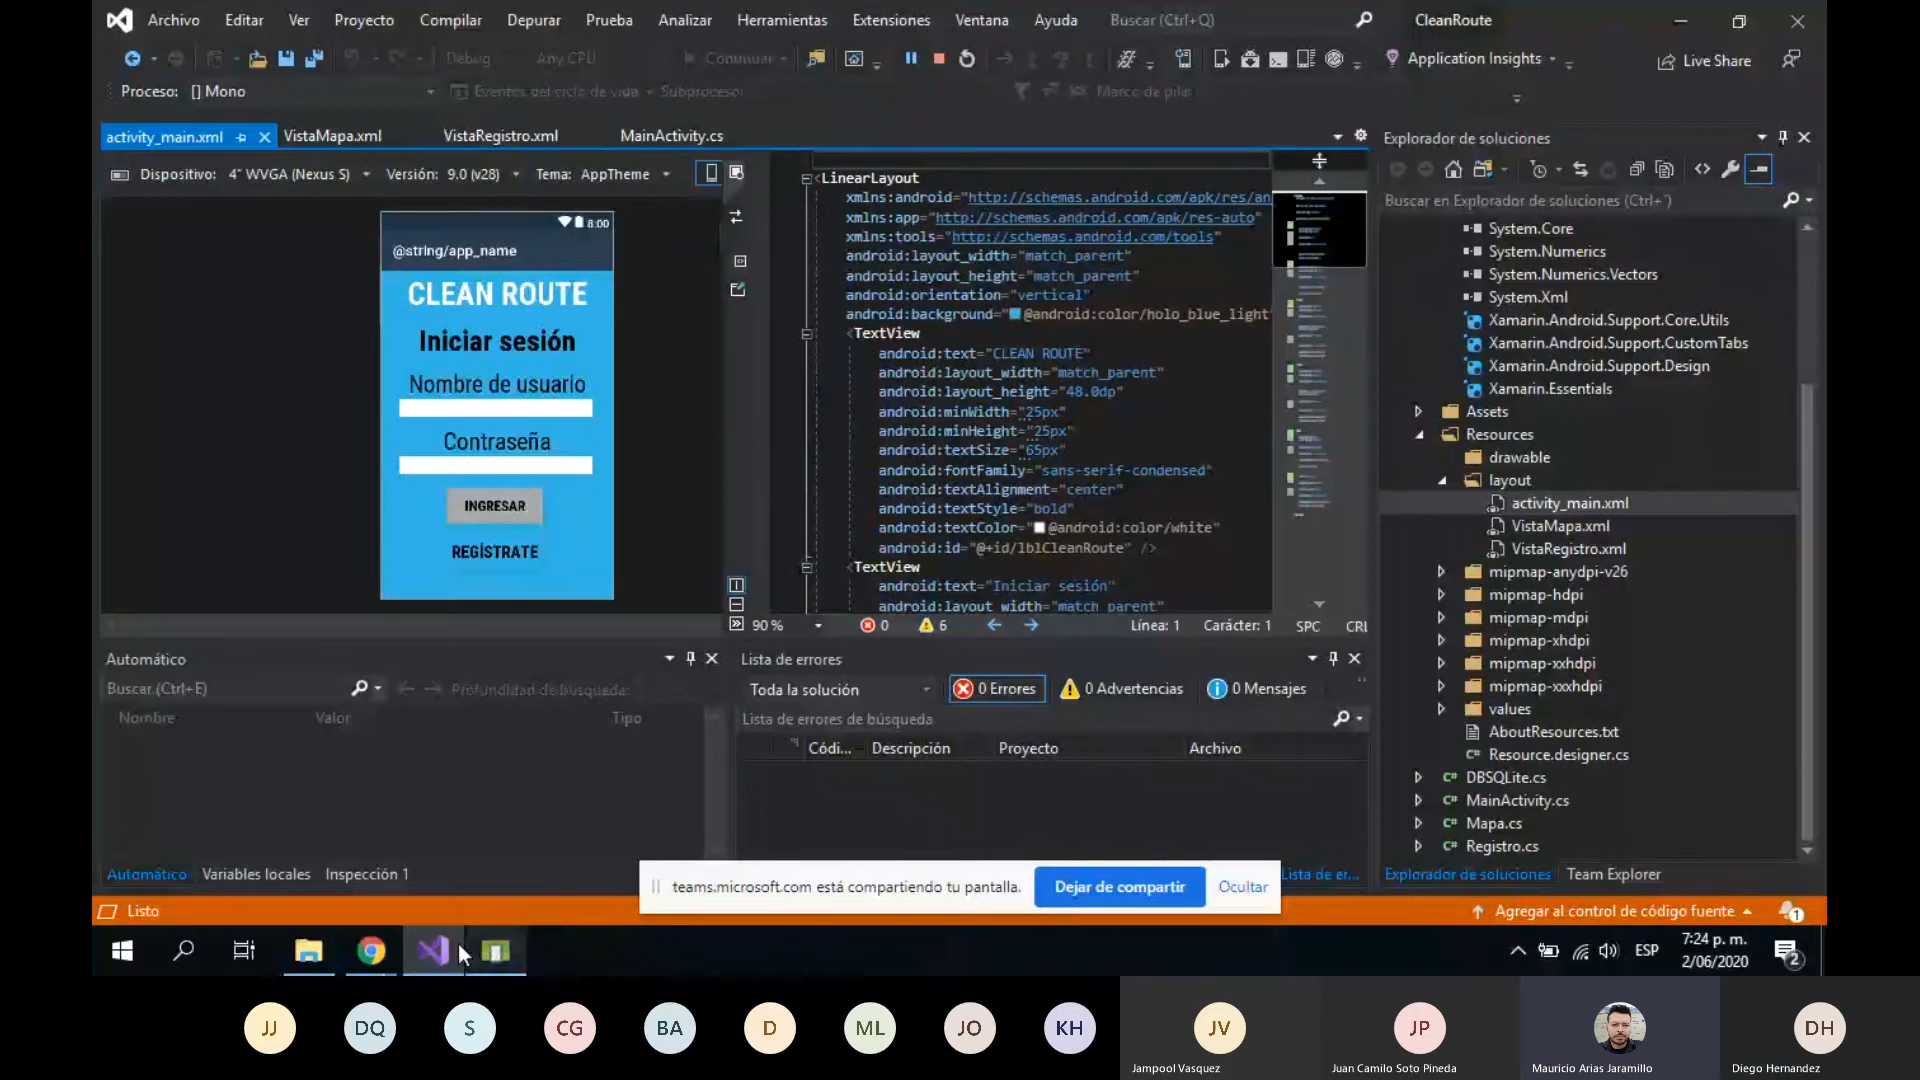 Archivo Editar Ver Proyecto Compilar Depurar Prueba Analizar Herramientas Extensiones Ventana Ayuda Buscar (Ctrl+Q) CleanRoute
Debug Any CPU Continuar Application Insights Live Share
Proceso: [] Mono Eventos del ciclo de vida Subproceso: Marco de pila
activity_main.xml VistaMapa.xml VistaRegistro.xml MainActivity.cs
Dispositivo: 4" WVGA (Nexus S) Versión: 9.0 (v28) Tema: AppTheme
8:00
@string/app_name
CLEAN ROUTE
Iniciar sesión
Nombre de usuario
Contraseña
INGRESAR
REGÍSTRATE
<LinearLayout
xmlns:android="http://schemas.android.com/apk/res/an
xmlns:app="http://schemas.android.com/apk/res-auto"
xmlns:tools="http://schemas.android.com/tools"
android:layout_width="match_parent"
android:layout_height="match_parent"
android:orientation="vertical"
android:background="@android:color/holo_blue_light"
<TextView
android:text="CLEAN ROUTE"
android:layout_width="match_parent"
android:layout_height="48.0dp"
android:minWidth="25px"
android:minHeight="25px"
android:textSize="65px"
android:fontFamily="sans-serif-condensed"
android:textAlignment="center"
android:textStyle="bold"
android:textColor="@android:color/white"
android:id="@+id/lblCleanRoute" />
<TextView
android:text="Iniciar sesión"
android:layout_width="match_parent"
90 % 0 6 Línea: 1 Carácter: 1 SPC CRL
Explorador de soluciones
Buscar en Explorador de soluciones (Ctrl+´)
System.Core
System.Numerics
System.Numerics.Vectors
System.Xml
Xamarin.Android.Support.Core.Utils
Xamarin.Android.Support.CustomTabs
Xamarin.Android.Support.Design
Xamarin.Essentials
Assets
Resources
drawable
layout
activity_main.xml
VistaMapa.xml
VistaRegistro.xml
mipmap-anydpi-v26
mipmap-hdpi
mipmap-mdpi
mipmap-xhdpi
mipmap-xxhdpi
mipmap-xxxhdpi
values
AboutResources.txt
C# Resource.designer.cs
C# DBSQLite.cs
C# MainActivity.cs
C# Mapa.cs
C# Registro.cs
Explorador de soluciones Team Explorer
Automático
Buscar (Ctrl+E) Profundidad de búsqueda:
Nombre Valor Tipo
Automático Variables locales Inspección 1
Lista de errores
Toda la solución 0 Errores 0 Advertencias 0 Mensajes
Lista de errores de búsqueda
Códi... Descripción Proyecto Archivo
Lista de er...
teams.microsoft.com está compartiendo tu pantalla. Dejar de compartir Ocultar
Listo Agregar al control de código fuente 1
ESP 7:24 p. m.
2/06/2020 2
JJ DQ S CG BA D ML JO KH JV JP DH
Jampool Vasquez Juan Camilo Soto Pineda Mauricio Arias Jaramillo Diego Hernandez